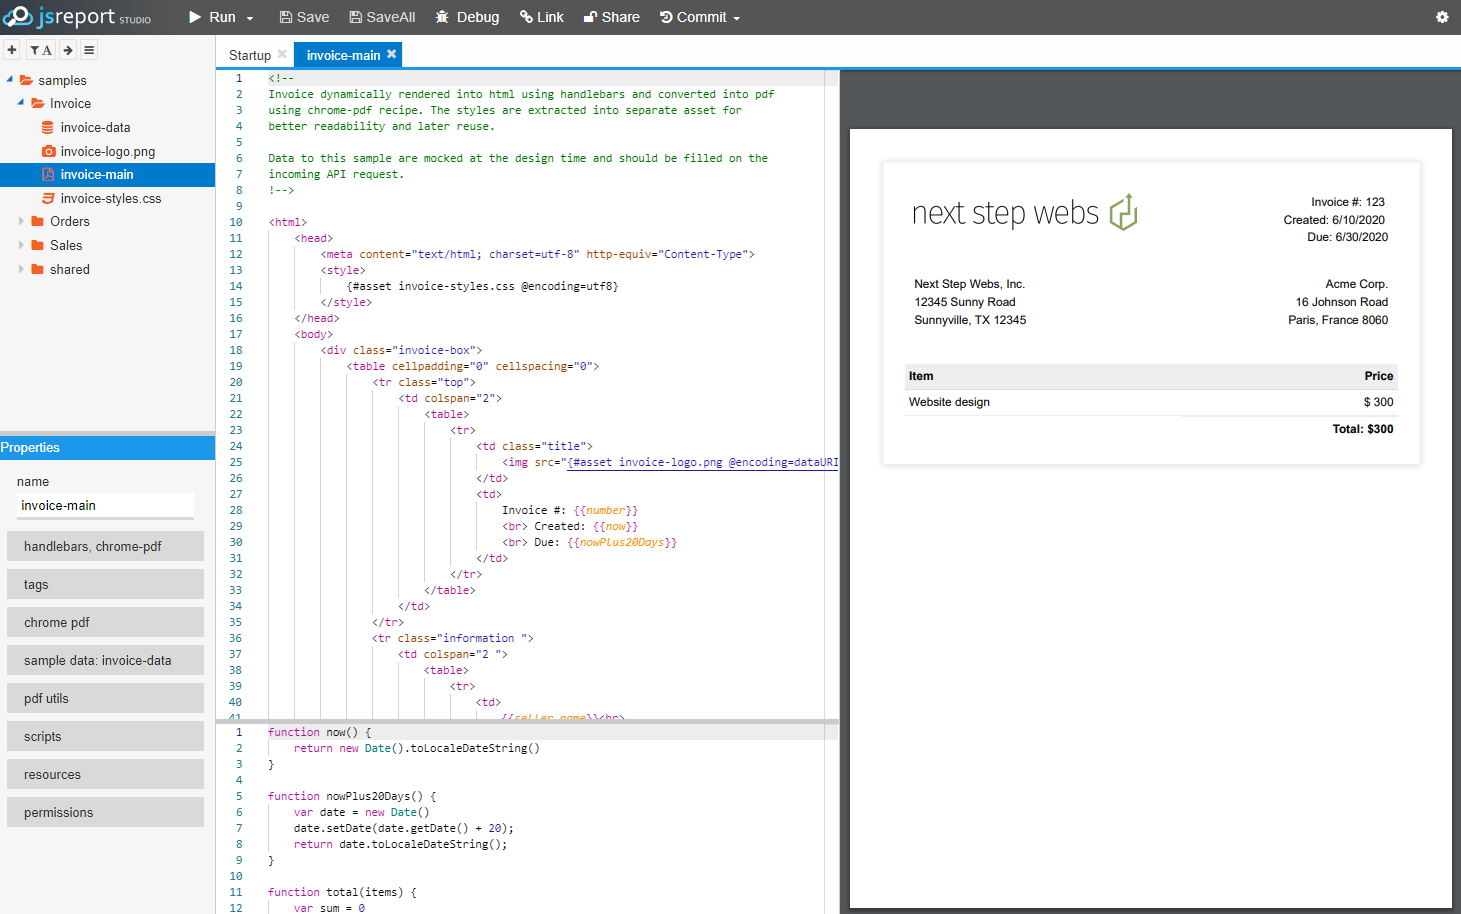 jsreport STUDIO
Run Save SaveAll Debug Link Share Commit
A
samples
Invoice
invoice-data
invoice-logo.png
invoice-main
invoice-styles.css
Orders
Sales
shared
Properties
name
invoice-main
handlebars, chrome-pdf
tags
chrome pdf
sample data: invoice-data
pdf utils
scripts
resources
permissions
Startup invoice-main
1 <!--
2 Invoice dynamically rendered into html using handlebars and converted into pdf
3 using chrome-pdf recipe. The styles are extracted into separate asset for
4 better readability and later reuse.
5
6 Data to this sample are mocked at the design time and should be filled on the
7 incoming API request.
8 !-->
9
10 <html>
11 <head>
12 <meta content="text/html; charset=utf-8" http-equiv="Content-Type">
13 <style>
14 {#asset invoice-styles.css @encoding=utf8}
15 </style>
16 </head>
17 <body>
18 <div class="invoice-box">
19 <table cellpadding="0" cellspacing="0">
20 <tr class="top">
21 <td colspan="2">
22 <table>
23 <tr>
24 <td class="title">
25 <img src="{#asset invoice-logo.png @encoding=dataURI
26 </td>
27 <td>
28 Invoice #: {{number}}
29 <br> Created: {{now}}
30 <br> Due: {{nowPlus20Days}}
31 </td>
32 </tr>
33 </table>
34 </td>
35 </tr>
36 <tr class="information ">
37 <td colspan="2 ">
38 <table>
39 <tr>
40 <td>
41 {{seller.name}}<br>
1 function now() {
2 return new Date().toLocaleDateString()
3 }
4
5 function nowPlus20Days() {
6 var date = new Date()
7 date.setDate(date.getDate() + 20);
8 return date.toLocaleDateString();
9 }
10
11 function total(items) {
12 var sum = 0
next step webs
Invoice #: 123
Created: 6/10/2020
Due: 6/30/2020
Next Step Webs, Inc.
12345 Sunny Road
Sunnyville, TX 12345
Acme Corp.
16 Johnson Road
Paris, France 8060
Item Price
Website design $ 300
Total: $300